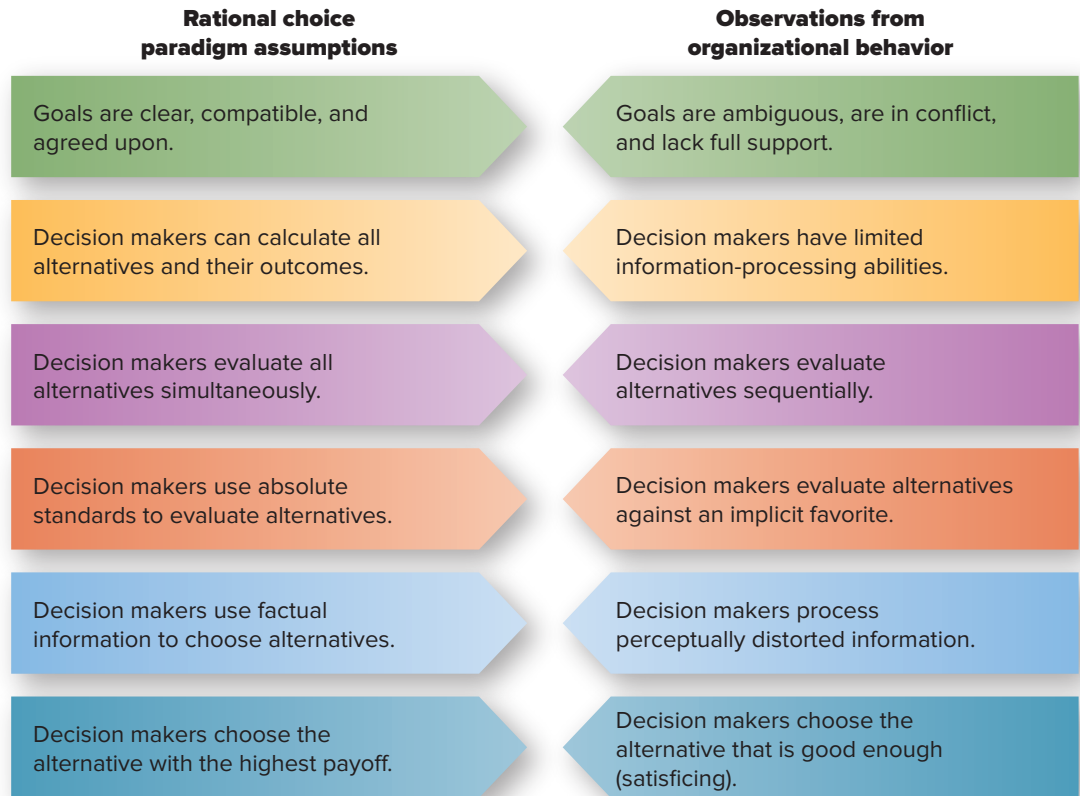 Rational choice
paradigm assumptions
Observations from
organizational behavior
Goals are clear, compatible, and
agreed upon.
Goals are ambiguous, are in conflict,
and lack full support.
Decision makers can calculate all
alternatives and their outcomes.
Decision makers have limited
information-processing abilities.
Decision makers evaluate all
alternatives simultaneously.
Decision makers evaluate
alternatives sequentially.
Decision makers use absolute
standards to evaluate alternatives.
Decision makers evaluate alternatives
against an implicit favorite.
Decision makers use factual
information to choose alternatives.
Decision makers process
perceptually distorted information.
Decision makers choose the
alternative with the highest payoff.
Decision makers choose the
alternative that is good enough
(satisficing).